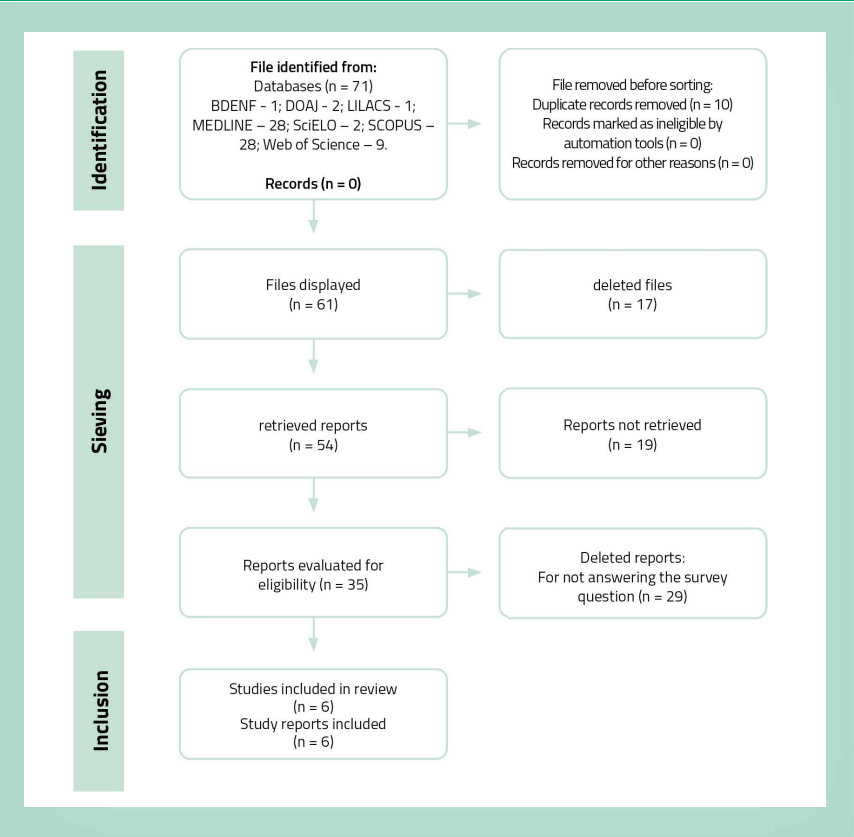 Identification
File identified from:
Databases (n = 71)
BDENF - 1; DOAJ - 2; LILACS - 1;
MEDLINE – 28; SciELO – 2; SCOPUS –
28; Web of Science – 9.
Records (n = 0)
File removed before sorting:
Duplicate records removed (n = 10)
Records marked as ineligible by
automation tools (n = 0)
Records removed for other reasons (n = 0)
Sieving
Files displayed
(n = 61)
deleted files
(n = 17)
retrieved reports
(n = 54)
Reports not retrieved
(n = 19)
Reports evaluated for
eligibility (n = 35)
Deleted reports:
For not answering the survey
question (n = 29)
Inclusion
Studies included in review
(n = 6)
Study reports included
(n = 6)